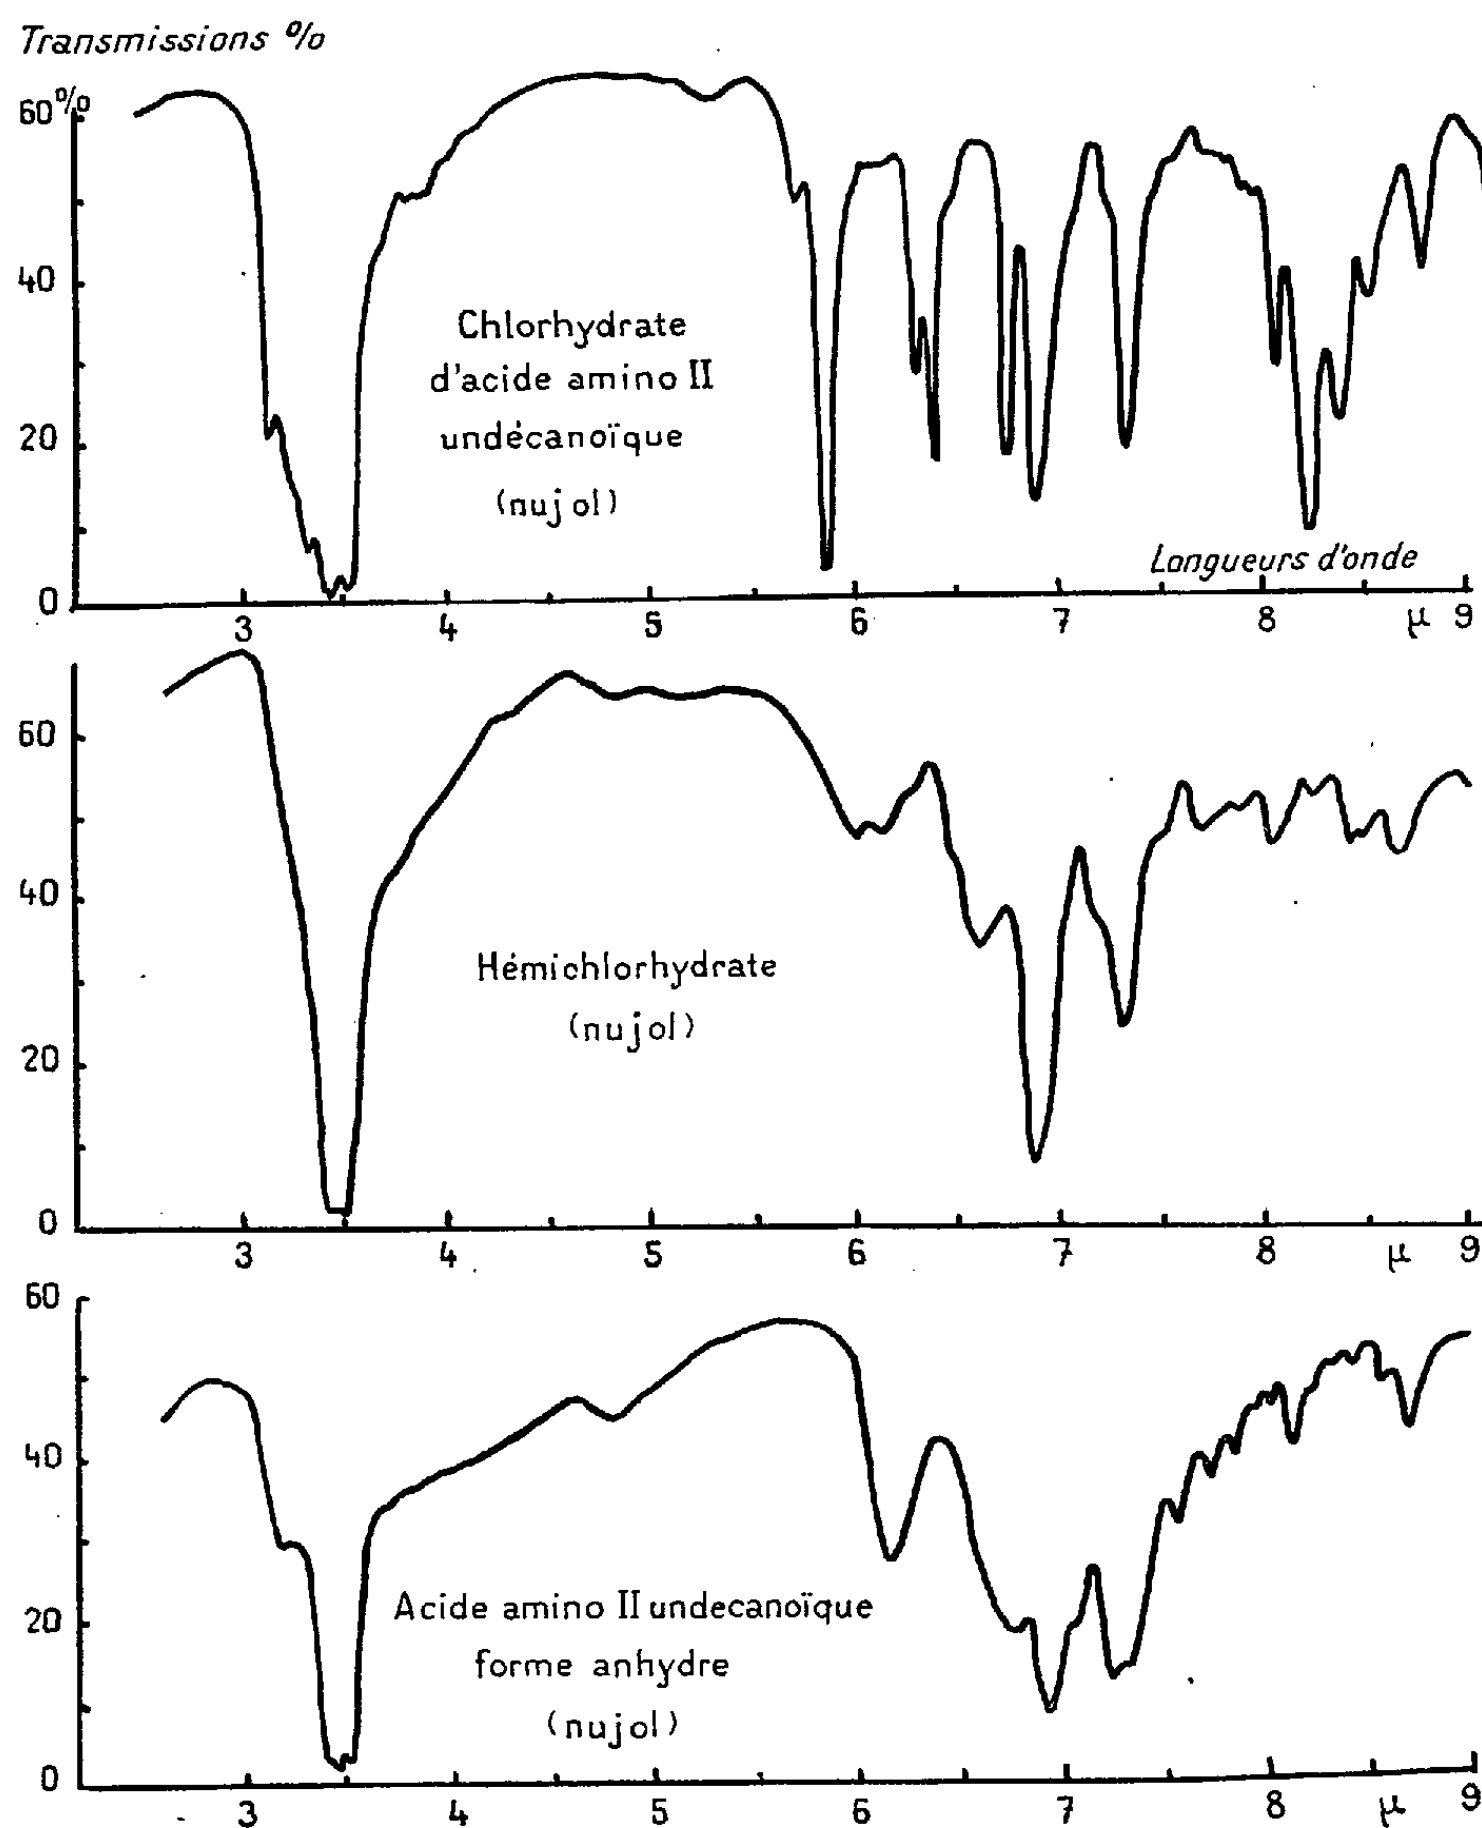 Transmissions %
60%
40
20
0
Chlorhydrate
d'acide amino II
undécanoïque
(nujol)
Longueurs d'onde
3 4 5 6 7 8 μ 9
60
40
20
0
Hémichlorhydrate
(nujol)
3 4 5 6 7 8 μ 9
60
40
20
0
Acide amino II undecanoïque
forme anhydre
(nujol)
3 4 5 6 7 8 μ 9